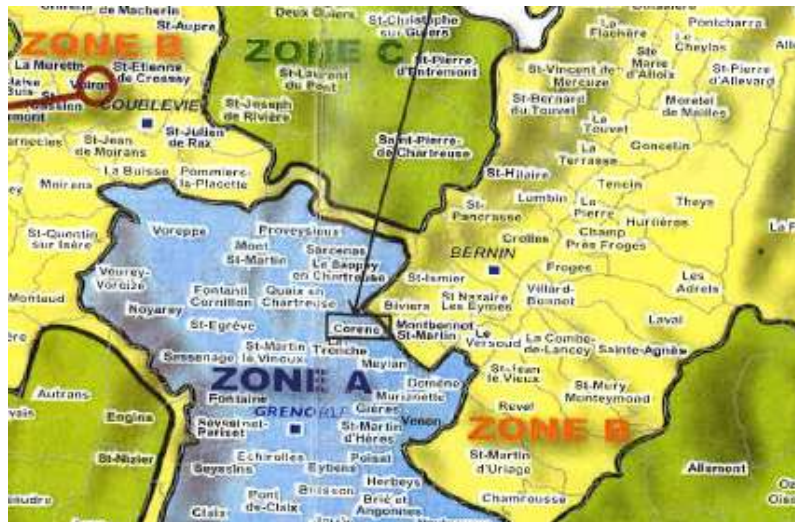 Deux Guiers
St-Christophe
sur Guiers
La
Flachère
Pontcharra
Le
Cheylas
St-Aupre
ZONE B
ZONE C
La Murette
St-Etienne
de Crossey
St-Laurent
du Pont
St-Pierre
d'Entremont
St-Vincent de
Mercuze
Ste
Marie
d'Alloix
St-Pierre
d'Allevard
Voiron
St-
Cassien
COUBLEVIE
St-Joseph
de Rivière
St-Bernard
du Touvet
Moretel
de Mailles
St-Jean
de Moirans
St-Julien
de Raz
Saint-Pierre-
de Chartreuse
La
Touvet
La
Terrasse
Goncelin
La Buisse
Pommiers-
la-Placette
St-Hilaire
Tencin
Moirans
St-
Pancrasse
Lumbin
La
Pierre
Theys
Hurtières
Champ
Près Froges
St-Quentin
sur Isère
Voreppe
Proveysieux
Mont
St-Martin
Sarcenas
Le Sappey
en Chartreuse
BERNIN
Crolles
Froges
Veurey-
Voroize
St-Ismier
Les
Adrets
Montaud
Noyarey
Fontanil
Cornillon
Quaix en
Chartreuse
Biviers
St Nazaire
Les Eymes
Villard-
Bonnot
St-Egrève
Corenc
Montbonnot
St-Martin
Le
Versoud
Laval
La Combe-
de-Lancey
Sainte-Agnès
Sassenage
St-Martin
le Vinoux
La
Tronche
Meylan
St-Jean
le Vieux
ZONE A
Domène
Murianette
St-Mury
Monteymond
Autrans
Fontaine
GRENOBLE
Gières
Revel
Engins
Seyssinet-
Pariset
St-Martin
d'Hères
Venon
ZONE B
St-Nizier
Seyssins
Echirolles
Eybens
Poisat
St-Martin
d'Uriage
Allemont
Herbeys
Pont
de-Claix
Bresson
Brié et
Angonnes
Chamrousse
Claix